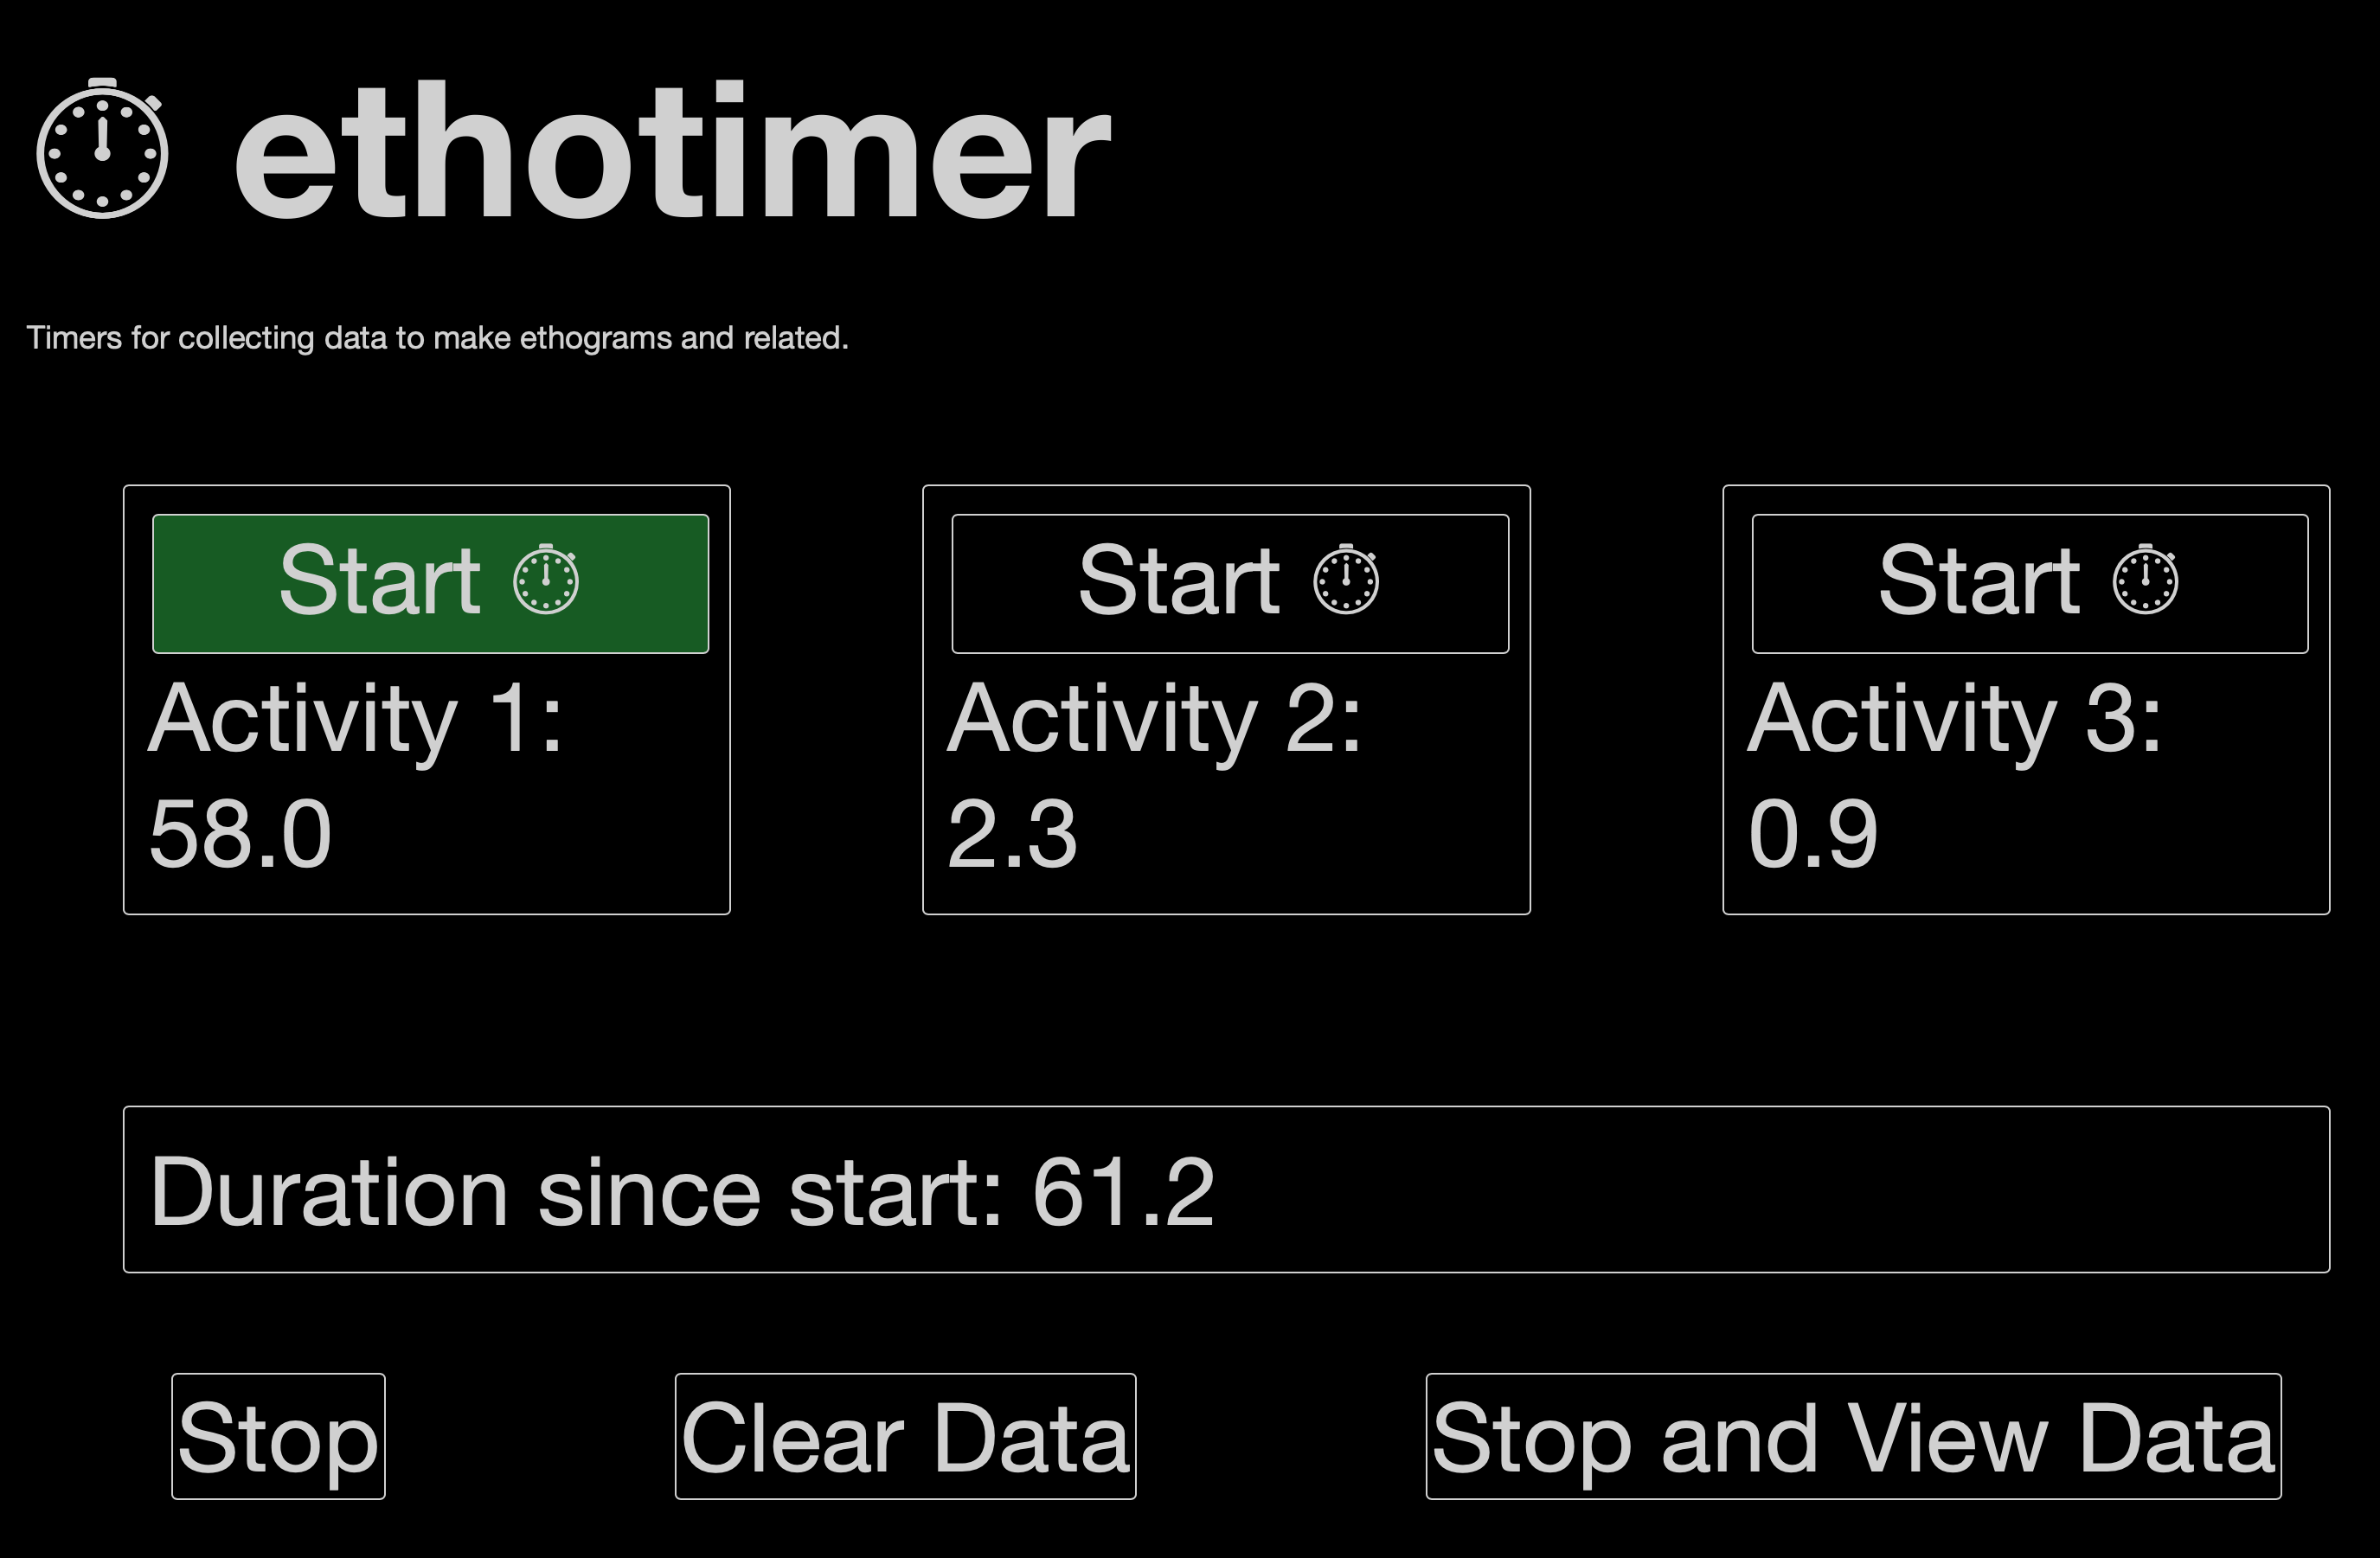 ethotimer
Timers for collecting data to make ethograms and related.
Start
Activity 1:
58.0
Start
Activity 2:
2.3
Start
Activity 3:
0.9
Duration since start: 61.2
Stop
Clear Data
Stop and View Data